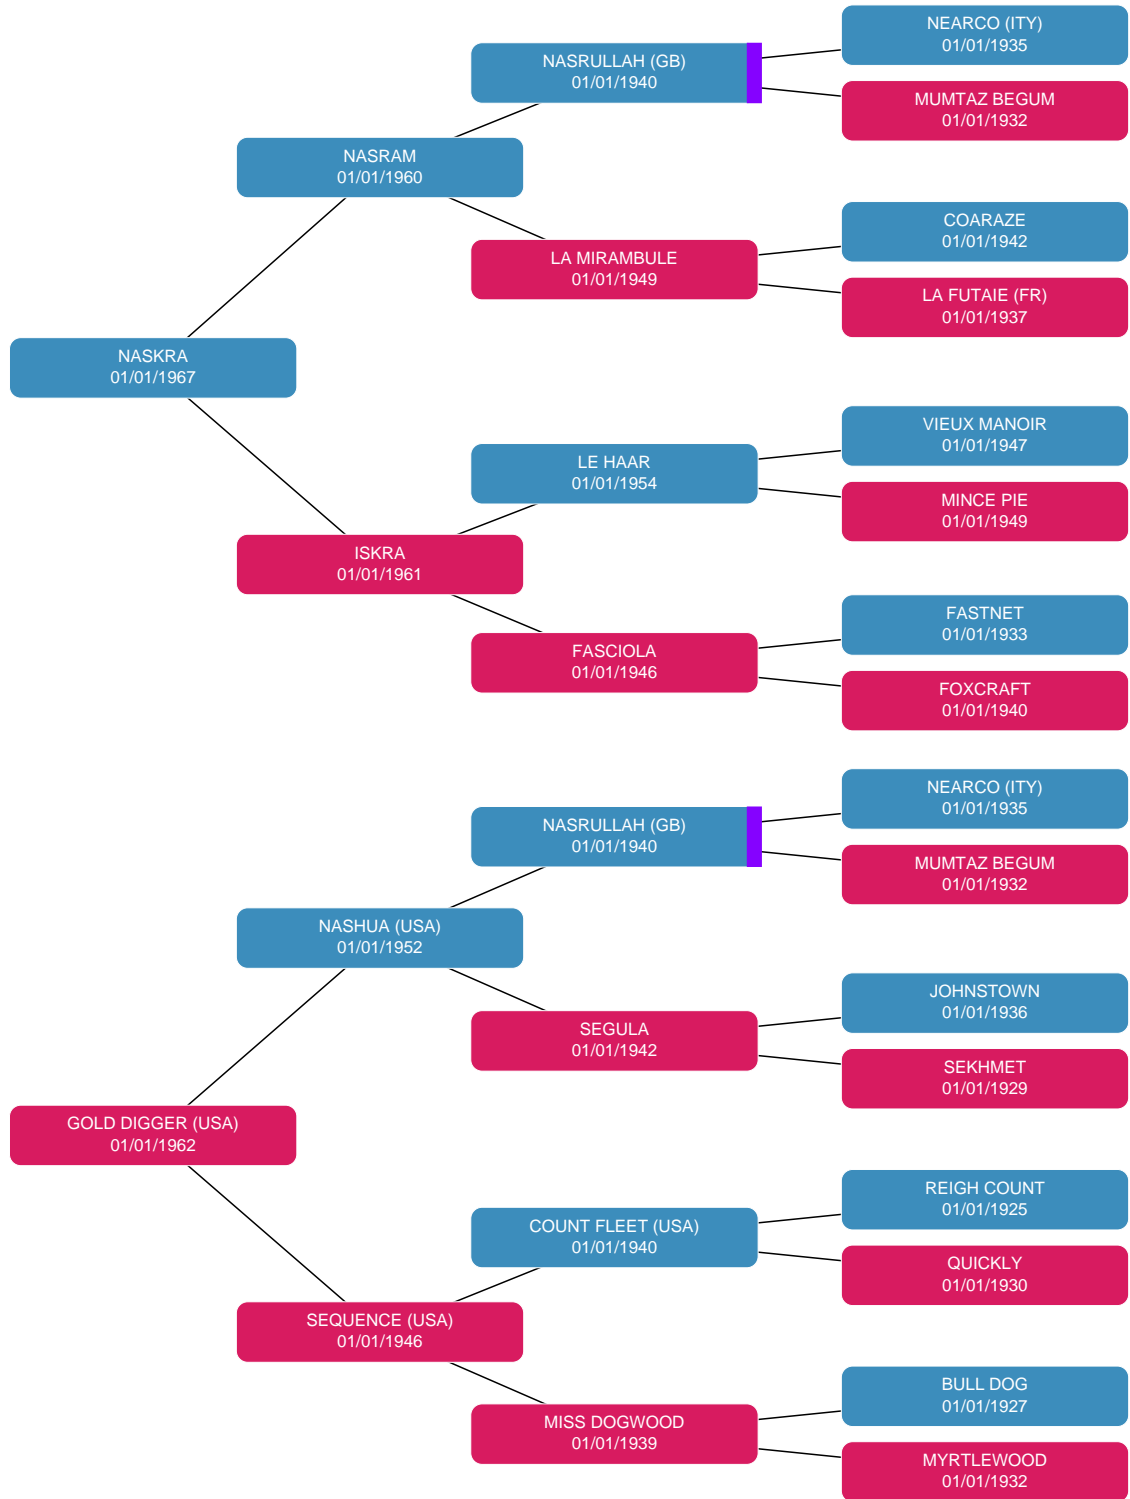 NEARCO (ITY)
01/01/1935
NASRULLAH (GB)
01/01/1940
MUMTAZ BEGUM
01/01/1932
NASRAM
01/01/1960
COARAZE
01/01/1942
LA MIRAMBULE
01/01/1949
LA FUTAIE (FR)
01/01/1937
NASKRA
01/01/1967
VIEUX MANOIR
01/01/1947
LE HAAR
01/01/1954
MINCE PIE
01/01/1949
ISKRA
01/01/1961
FASTNET
01/01/1933
FASCIOLA
01/01/1946
FOXCRAFT
01/01/1940
NEARCO (ITY)
01/01/1935
NASRULLAH (GB)
01/01/1940
MUMTAZ BEGUM
01/01/1932
NASHUA (USA)
01/01/1952
JOHNSTOWN
01/01/1936
SEGULA
01/01/1942
SEKHMET
01/01/1929
GOLD DIGGER (USA)
01/01/1962
REIGH COUNT
01/01/1925
COUNT FLEET (USA)
01/01/1940
QUICKLY
01/01/1930
SEQUENCE (USA)
01/01/1946
BULL DOG
01/01/1927
MISS DOGWOOD
01/01/1939
MYRTLEWOOD
01/01/1932